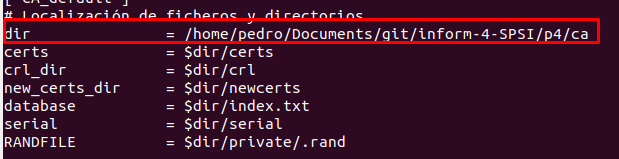 [ CA_default ]
# Localización de ficheros y directorios
dir = /home/pedro/Documents/git/inform-4-SPSI/p4/ca
certs = $dir/certs
crl_dir = $dir/crl
new_certs_dir = $dir/newcerts
database = $dir/index.txt
serial = $dir/serial
RANDFILE = $dir/private/.rand